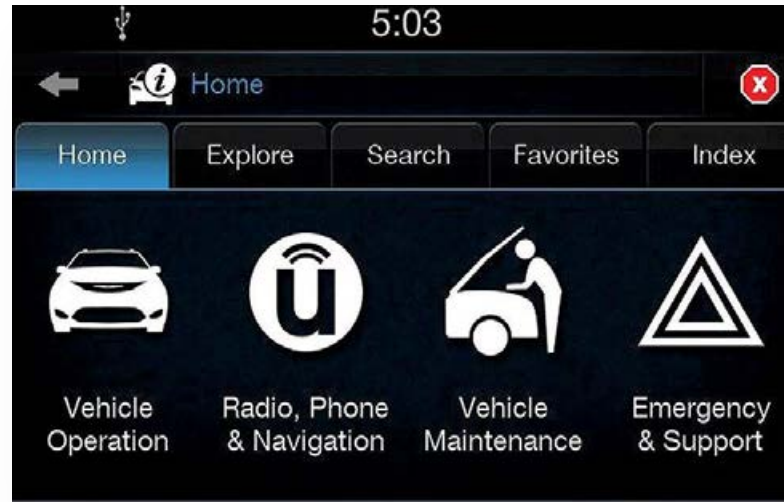 5:03
Home
Home Explore Search Favorites Index
Vehicle Operation
Radio, Phone & Navigation
Vehicle Maintenance
Emergency & Support